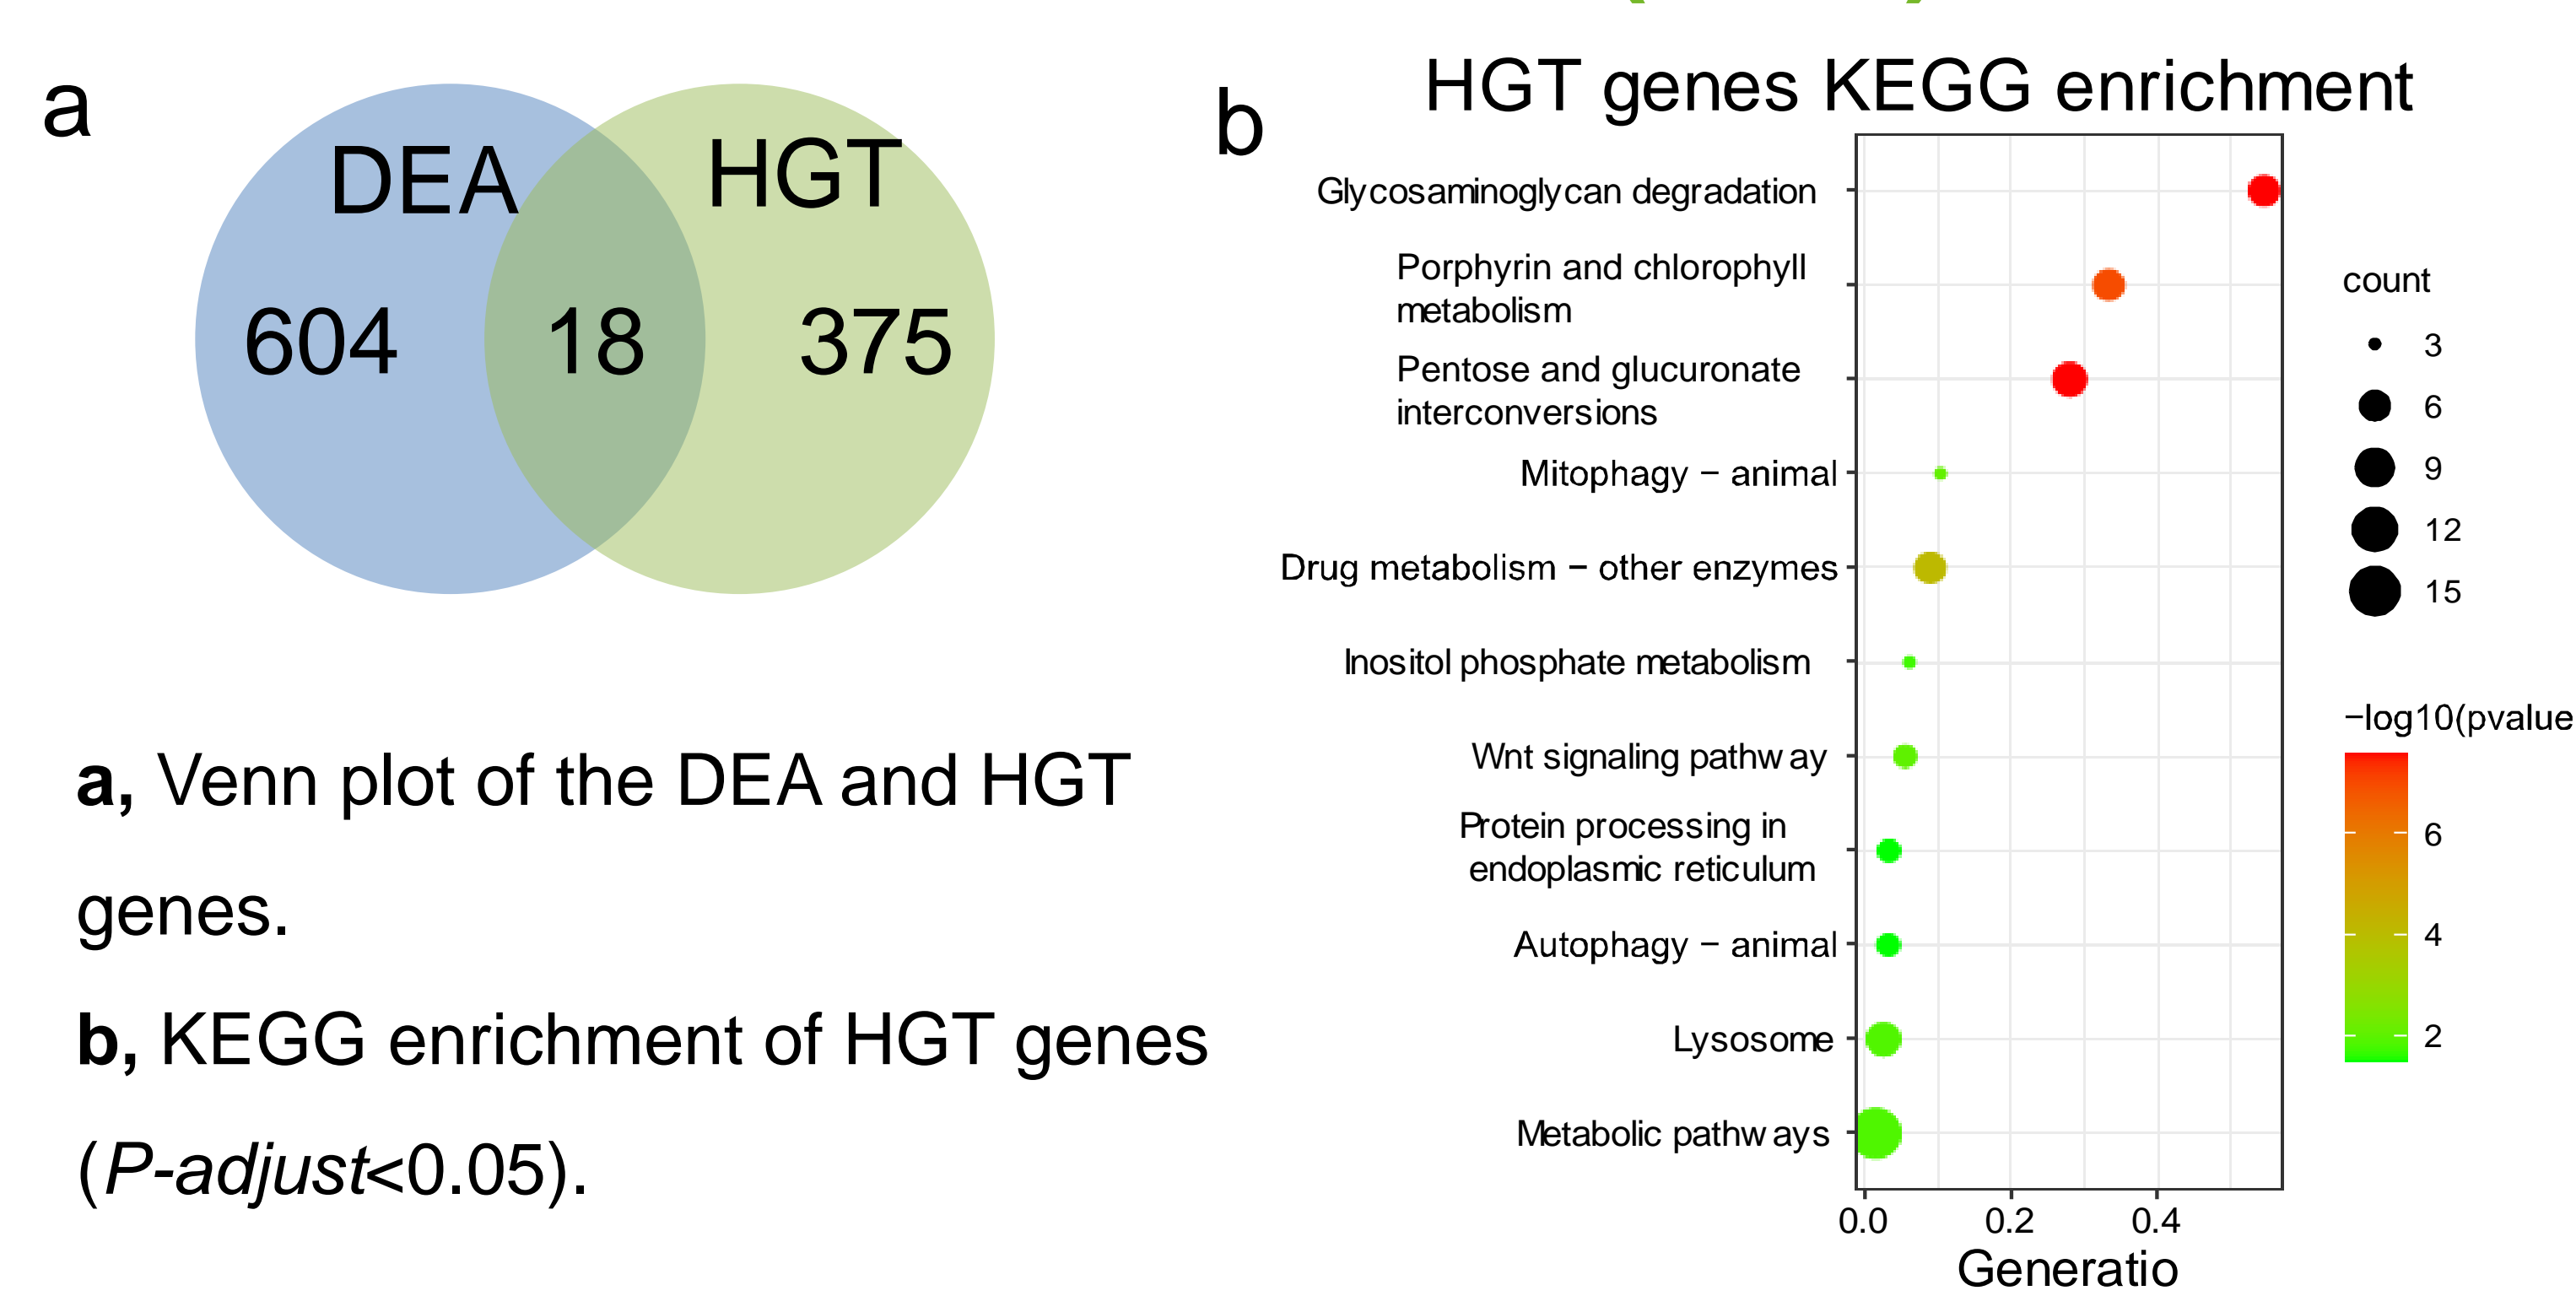 a
DEA
HGT
604
18
375
a, Venn plot of the DEA and HGT
genes.
b, KEGG enrichment of HGT genes
(P-adjust<0.05).
b
HGT genes KEGG enrichment
Glycosaminoglycan degradation
Porphyrin and chlorophyll
metabolism
Pentose and glucuronate
interconversions
Mitophagy − animal
Drug metabolism − other enzymes
Inositol phosphate metabolism
Wnt signaling pathway
Protein processing in
endoplasmic reticulum
Autophagy − animal
Lysosome
Metabolic pathways
0.0
0.2
0.4
Generatio
count
3
6
9
12
15
−log10(pvalue
6
4
2